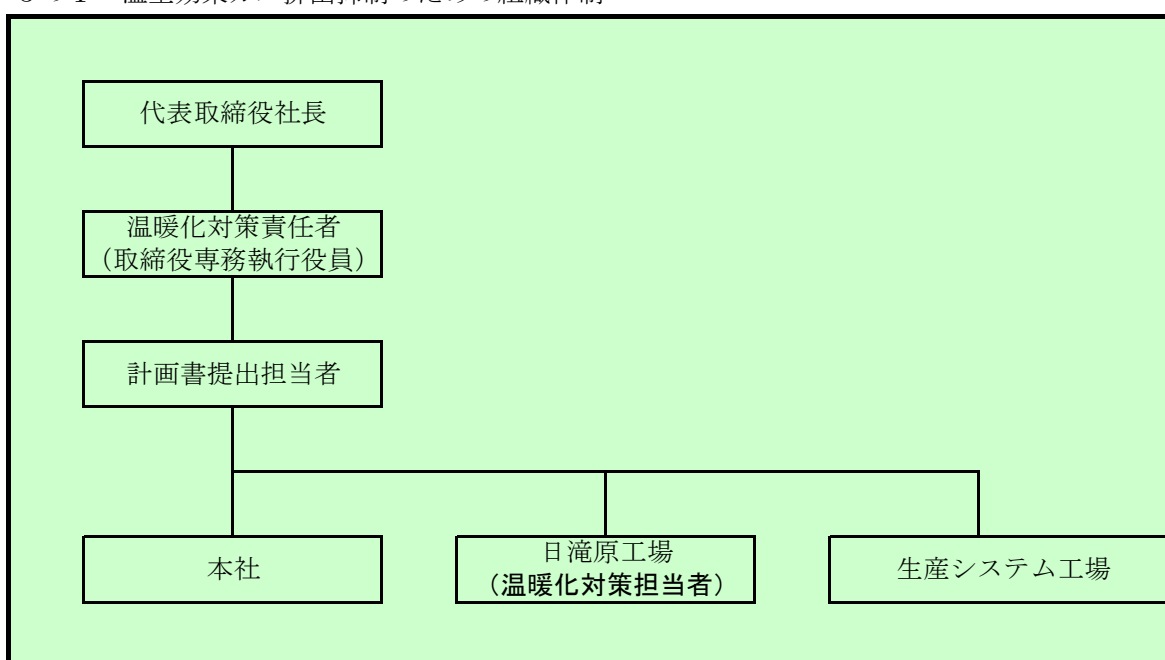 代表取締役社長
温暖化対策責任者
（取締役専務執行役員）
計画書提出担当者
本社
日滝原工場
（温暖化対策担当者）
生産システム工場